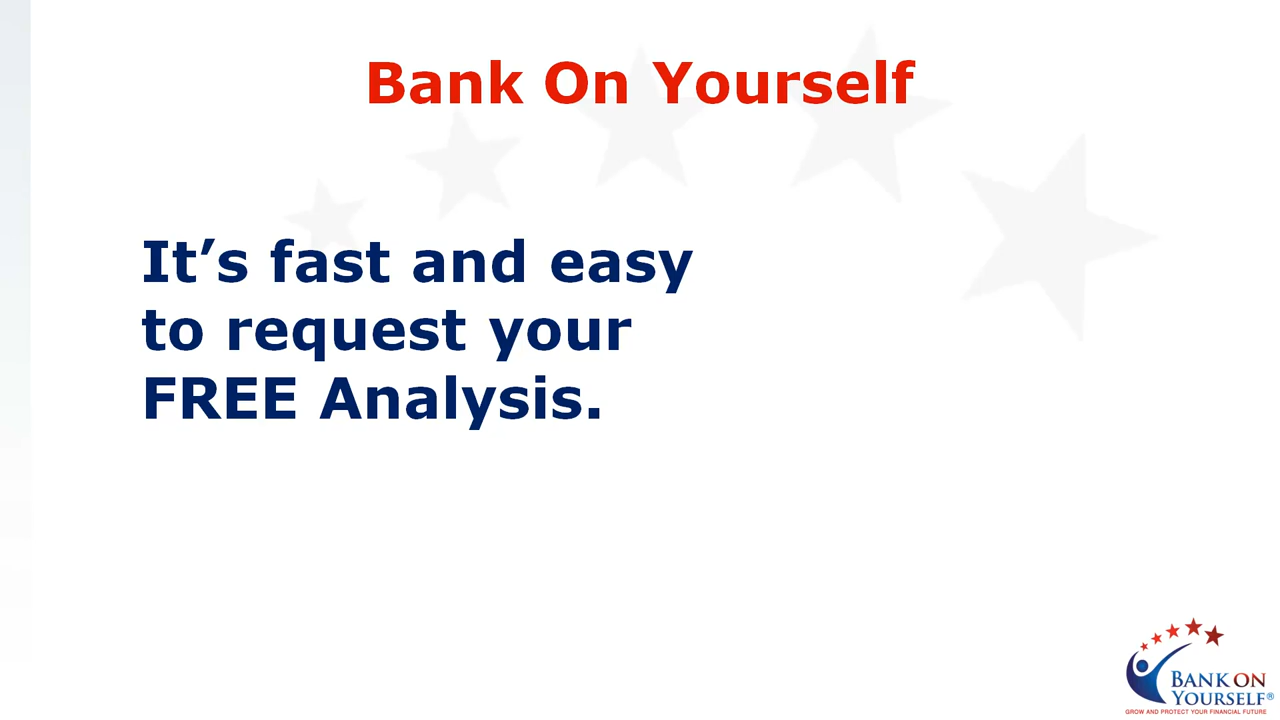 Bank On Yourself
It’s fast and easy
to request your
FREE Analysis.
BANK ON
YOURSELF®
GROW AND PROTECT YOUR FINANCIAL FUTURE